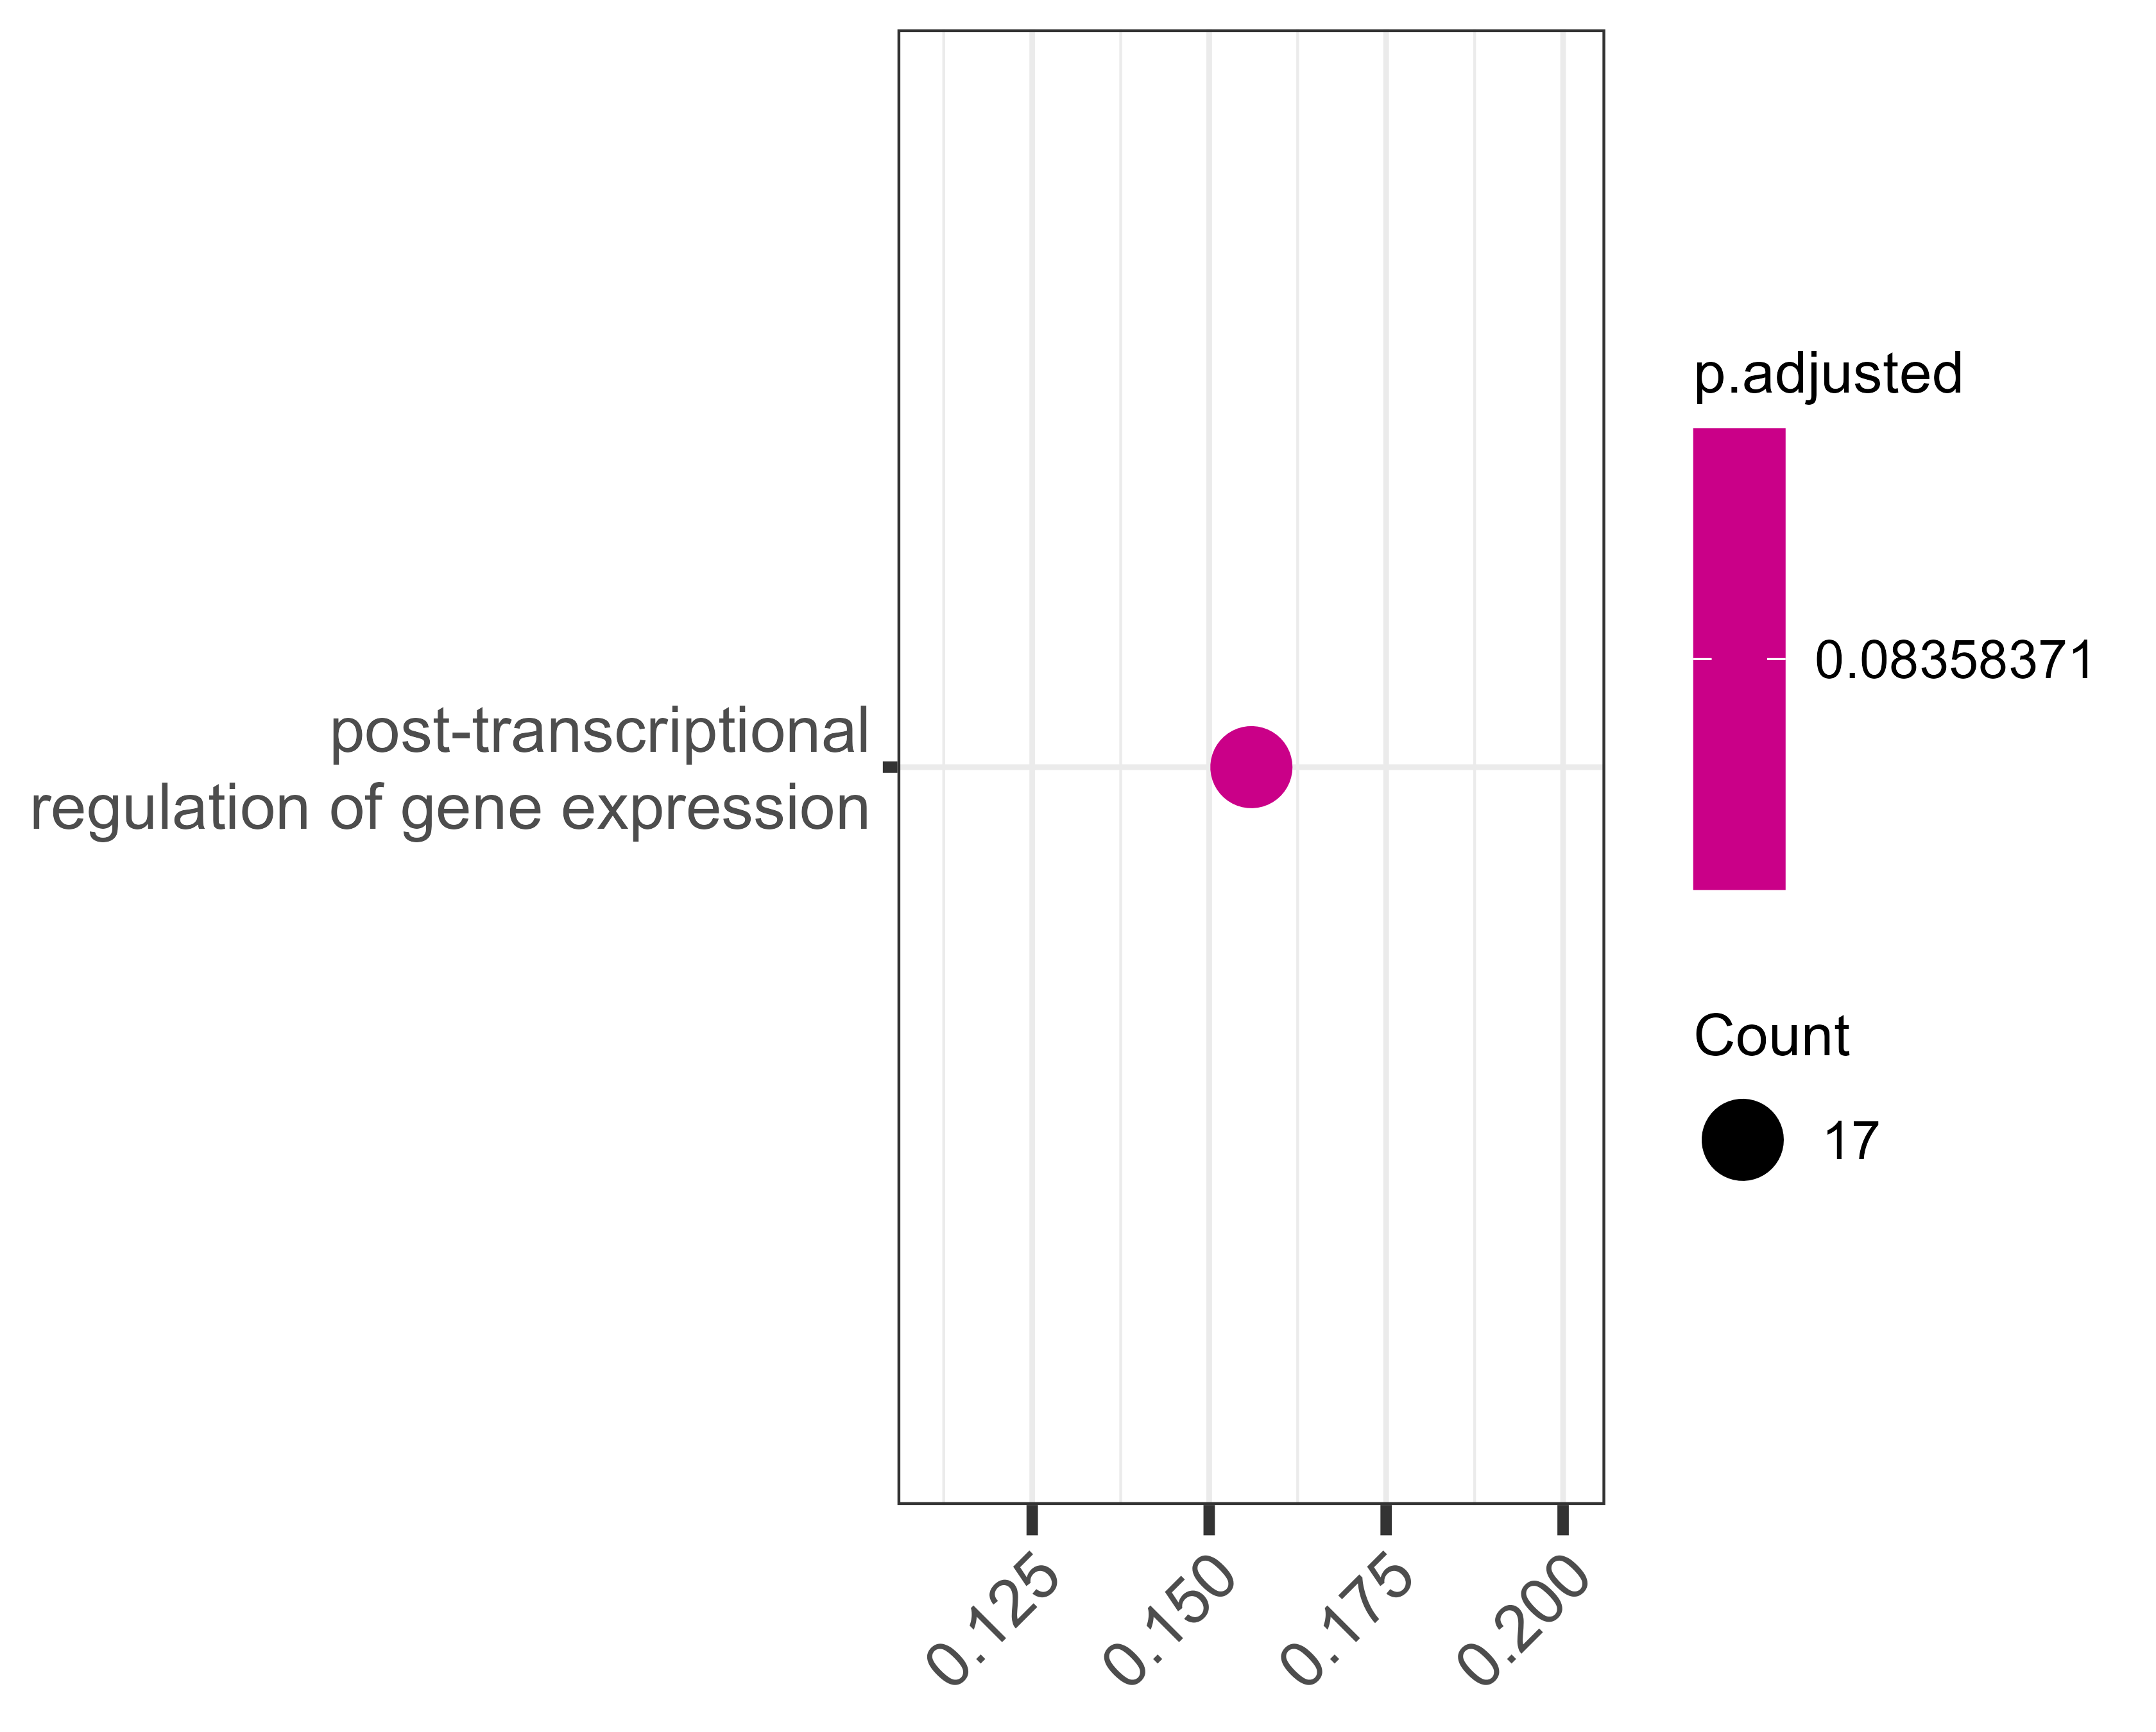 post-transcriptional
regulation of gene expression
0.125
0.150
0.175
0.200
p.adjusted
0.08358371
Count
17